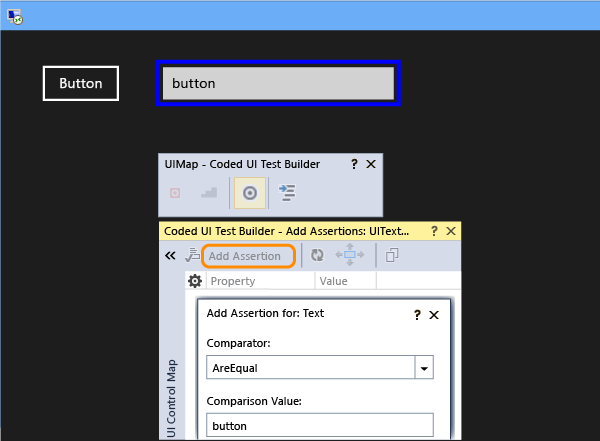 Button
button
UIMap - Coded UI Test Builder ?
Coded UI Test Builder - Add Assertions: UIText... ?
Add Assertion
Property Value
Add Assertion for: Text ?
Comparator:
AreEqual
Comparison Value:
button
UI Control Map